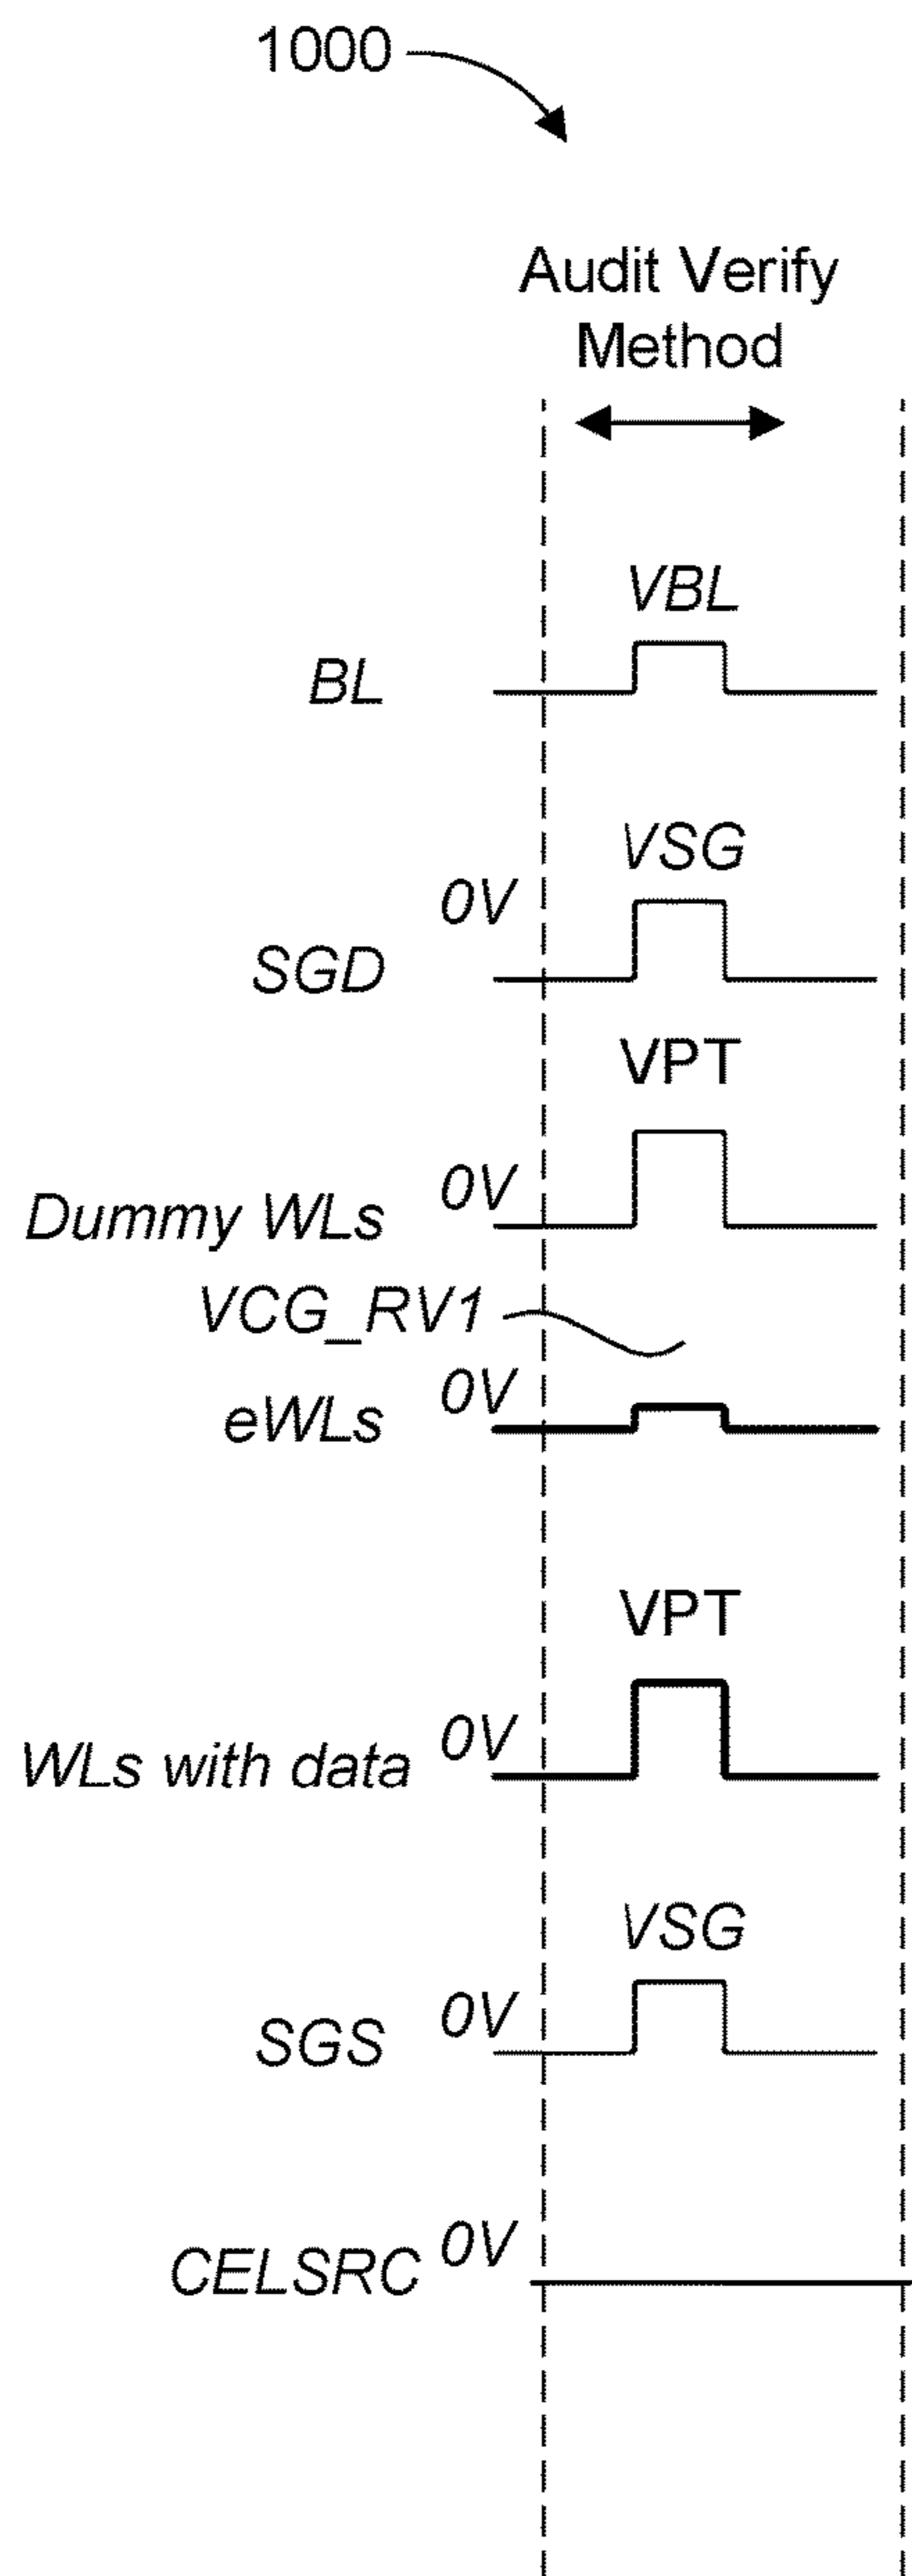 1000
Audit Verify
Method
VBL
BL
VSG
0V
SGD
VPT
0V
Dummy WLs
VCG_RV1
0V
eWLs
VPT
0V
WLs with data
VSG
0V
SGS
0V
CELSRC